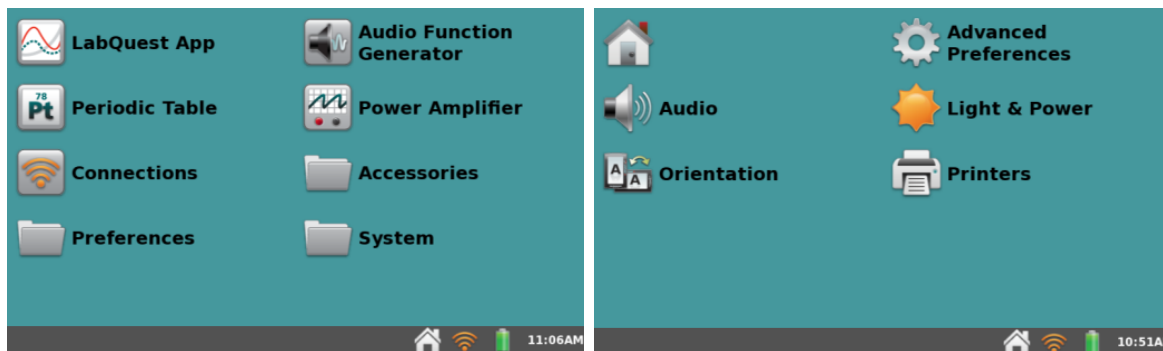 LabQuest App
Audio Function
Generator
78
Pt
Periodic Table
Power Amplifier
Connections
Accessories
Preferences
System
11:06AM
Advanced
Preferences
Audio
Light & Power
A
A
Orientation
Printers
10:51A